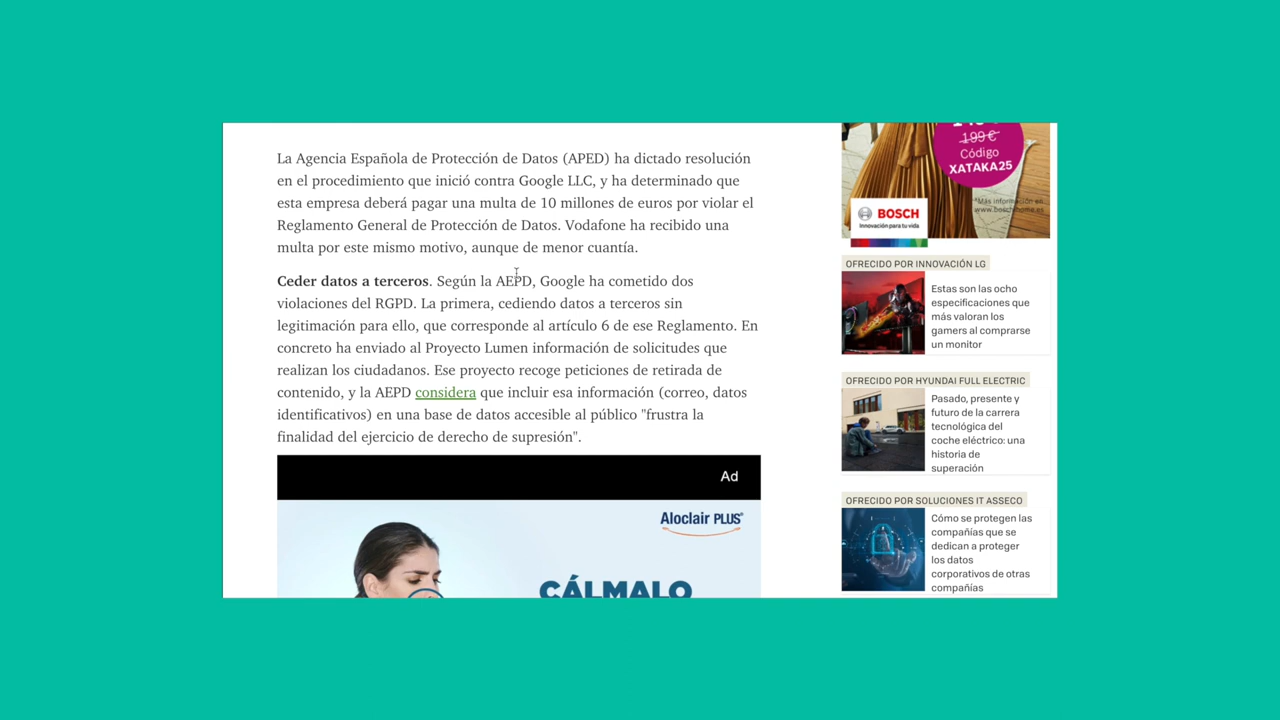 La Agencia Española de Protección de Datos (APED) ha dictado resolución
en el procedimiento que inició contra Google LLC, y ha determinado que
esta empresa deberá pagar una multa de 10 millones de euros por violar el
Reglamento General de Protección de Datos. Vodafone ha recibido una
multa por este mismo motivo, aunque de menor cuantía.
Ceder datos a terceros. Según la AEPD, Google ha cometido dos
violaciones del RGPD. La primera, cediendo datos a terceros sin
legitimación para ello, que corresponde al artículo 6 de ese Reglamento. En
concreto ha enviado al Proyecto Lumen información de solicitudes que
realizan los ciudadanos. Ese proyecto recoge peticiones de retirada de
contenido, y la AEPD considera que incluir esa información (correo, datos
identificativos) en una base de datos accesible al público "frustra la
finalidad del ejercicio de derecho de supresión".
Ad
Aloclair PLUS®
CÁLMALO
199€
Código
XATAKA25
*Más información en
www.bosch-home.es
BOSCH
Innovación para tu vida
OFRECIDO POR INNOVACIÓN LG
Estas son las ocho
especificaciones que
más valoran los
gamers al comprarse
un monitor
OFRECIDO POR HYUNDAI FULL ELECTRIC
Pasado, presente y
futuro de la carrera
tecnológica del
coche eléctrico: una
historia de
superación
OFRECIDO POR SOLUCIONES IT ASSECO
Cómo se protegen las
compañías que se
dedican a proteger
los datos
corporativos de otras
compañías